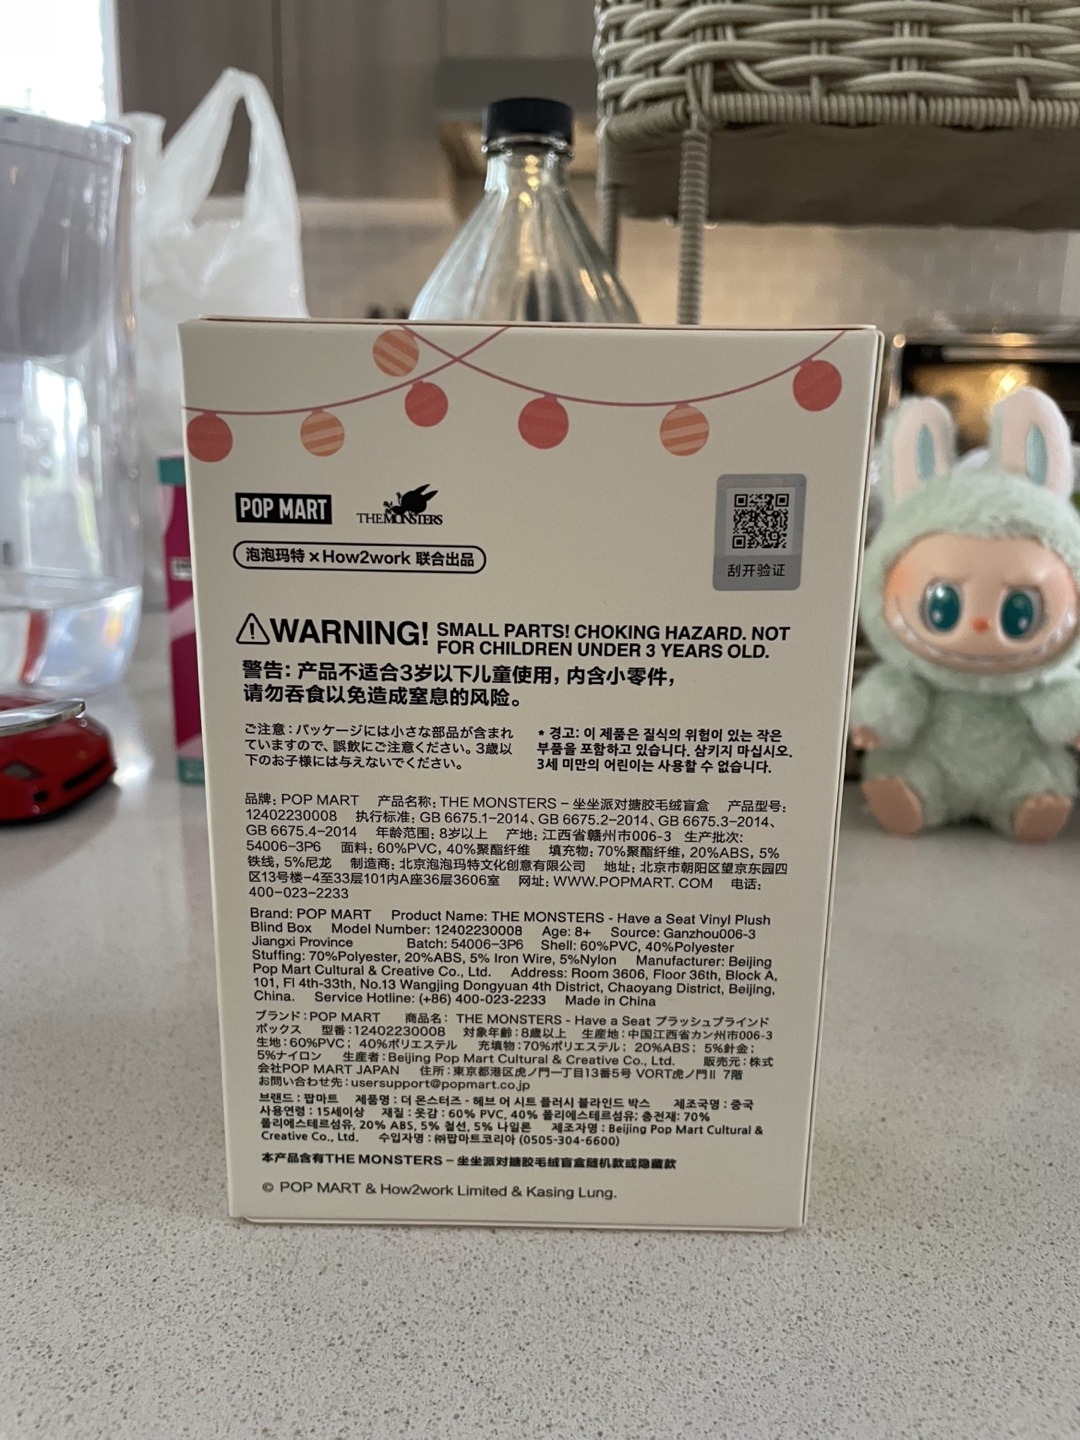 POP MART
THE MONSTERS
泡泡玛特×How2work 联合出品
刮开验证
WARNING! SMALL PARTS! CHOKING HAZARD. NOT
FOR CHILDREN UNDER 3 YEARS OLD.
警告: 产品不适合3岁以下儿童使用, 内含小零件,
请勿吞食以免造成窒息的风险。
ご注意:パッケージには小さな部品が含まれ
ていますので、誤飲にご注意ください。3歳以
下のお子様には与えないでください。
* 경고: 이 제품은 질식의 위험이 있는 작은
부품을 포함하고 있습니다. 삼키지 마십시오.
3세 미만의 어린이는 사용할 수 없습니다.
品牌: POP MART 产品名称: THE MONSTERS – 坐坐派对搪胶毛绒盲盒 产品型号:
12402230008 执行标准: GB 6675.1–2014、GB 6675.2–2014、GB 6675.3–2014、
GB 6675.4–2014 年龄范围: 8岁以上 产地: 江西省赣州市006-3 生产批次:
54006-3P6 面料: 60%PVC, 40%聚酯纤维 填充物: 70%聚酯纤维, 20%ABS, 5%
铁线, 5%尼龙 制造商: 北京泡泡玛特文化创意有限公司 地址: 北京市朝阳区望京东园四
区13号楼-4至33层101内A座36层3606室 网址: WWW.POPMART. COM 电话:
400-023-2233
Brand: POP MART Product Name: THE MONSTERS - Have a Seat Vinyl Plush
Blind Box Model Number: 12402230008 Age: 8+ Source: Ganzhou006-3
Jiangxi Province Batch: 54006-3P6 Shell: 60%PVC, 40%Polyester
Stuffing: 70%Polyester, 20%ABS, 5% Iron Wire, 5%Nylon Manufacturer: Beijing
Pop Mart Cultural & Creative Co., Ltd. Address: Room 3606, Floor 36th, Block A,
101, Fl 4th-33th, No.13 Wangjing Dongyuan 4th District, Chaoyang District, Beijing,
China. Service Hotline: (+86) 400-023-2233 Made in China
ブランド:POP MART 商品名: THE MONSTERS - Have a Seat プラッシュブラインド
ボックス 型番:12402230008 対象年齢:8歳以上 生産地:中国江西省カン州市006-3
生地:60%PVC; 40%ポリエステル 充填物:70%ポリエステル; 20%ABS; 5%針金;
5%ナイロン 生産者:Beijing Pop Mart Cultural & Creative Co., Ltd. 販売元:株式
会社POP MART JAPAN 住所:東京都港区虎ノ門一丁目13番5号 VORT虎ノ門Ⅱ 7階
お問い合わせ先:usersupport@popmart.co.jp
브랜드 : 팝마트 제품명 : 더 몬스터즈 - 헤브 어 시트 플러시 블라인드 박스 제조국명 : 중국
사용연령 : 15세이상 재질 : 옷감 : 60% PVC, 40% 폴리에스테르섬유; 충전재: 70%
폴리에스테르섬유, 20% ABS, 5% 철선, 5% 나일론 제조자명 : Beijing Pop Mart Cultural &
Creative Co., Ltd. 수입자명 : ㈜팝마트코리아 (0505-304-6600)
本产品含有THE MONSTERS – 坐坐派对搪胶毛绒盲盒随机款或隐藏款
© POP MART & How2work Limited & Kasing Lung.